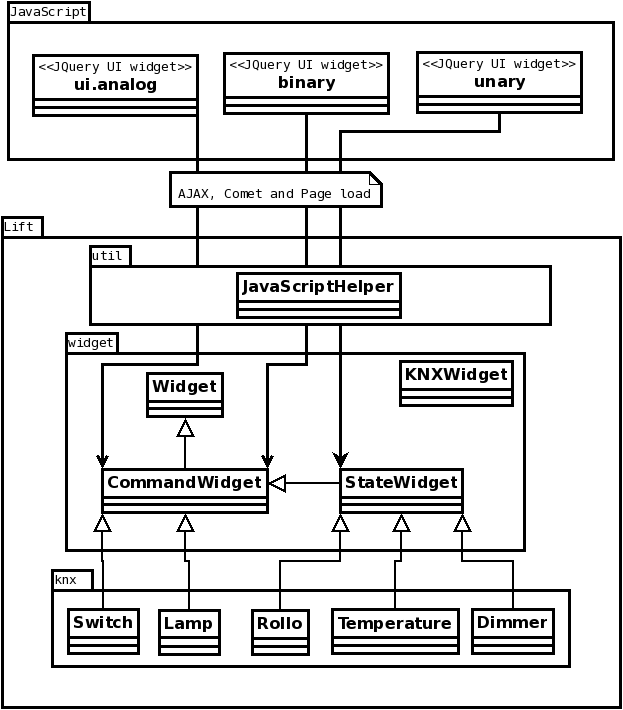 JavaScript
<<JQuery UI widget>>
ui.analog
<<JQuery UI widget>>
binary
<<JQuery UI widget>>
unary
AJAX, Comet and Page load
Lift
util
JavaScriptHelper
widget
Widget
KNXWidget
CommandWidget
StateWidget
knx
Switch
Lamp
Rollo
Temperature
Dimmer